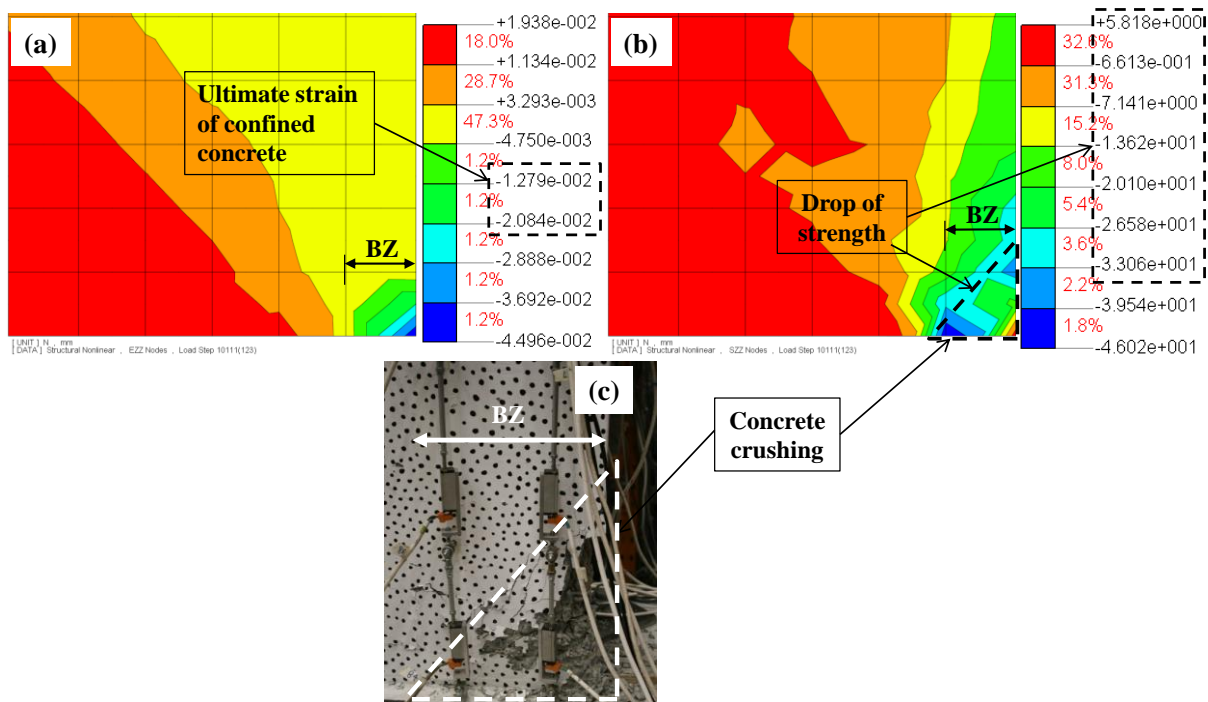 (a)
Ultimate strain
of confined
concrete
BZ
+1.938e-002
18.0%
+1.134e-002
28.7%
+3.293e-003
47.3%
-4.750e-003
1.2%
-1.279e-002
1.2%
-2.084e-002
1.2%
-2.888e-002
1.2%
-3.692e-002
1.2%
-4.496e-002
[ UNIT ] N , mm
[ DATA ] Structural Nonlinear , EZZ Nodes , Load Step 10111(123)
(b)
Drop of
strength
BZ
+5.818e+000
32.6%
-6.613e-001
31.3%
-7.141e+000
15.2%
-1.362e+001
8.0%
-2.010e+001
5.4%
-2.658e+001
3.6%
-3.306e+001
2.2%
-3.954e+001
1.8%
-4.602e+001
[ UNIT ] N , mm
[ DATA ] Structural Nonlinear , SZZ Nodes , Load Step 10111(123)
(c)
BZ
Concrete
crushing